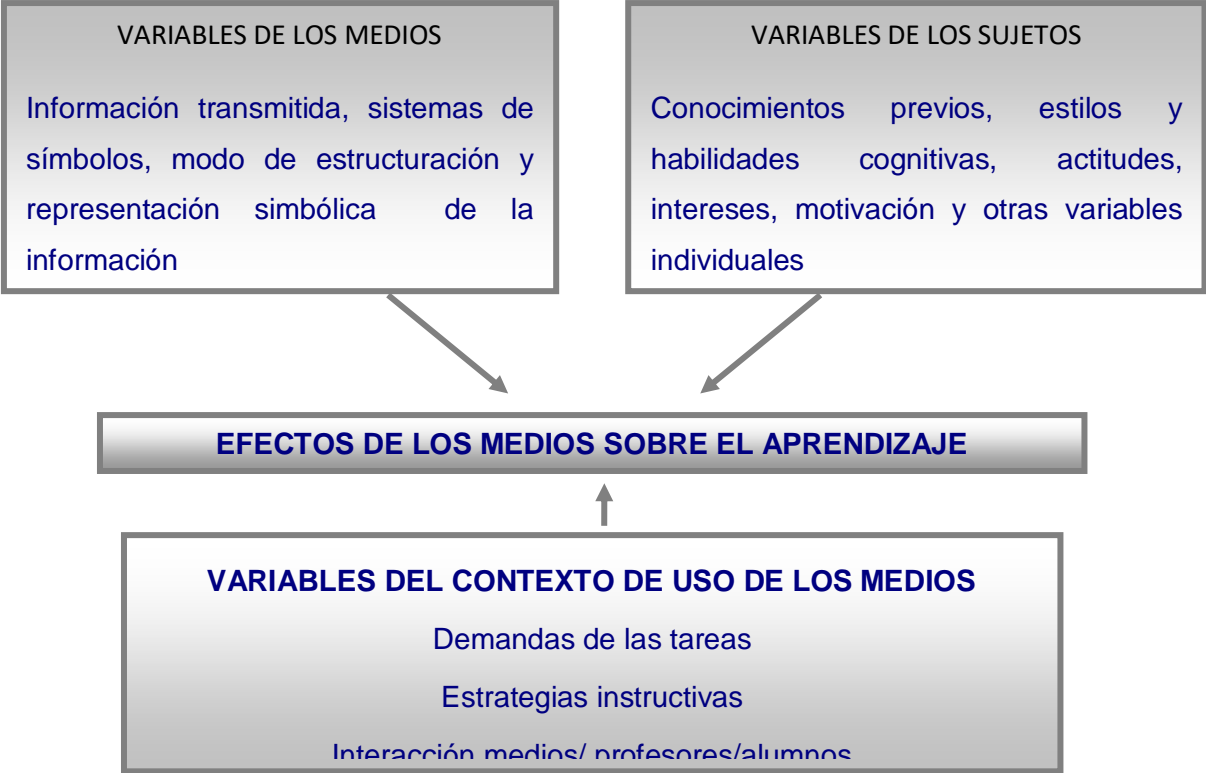 VARIABLES DE LOS MEDIOS
Información transmitida, sistemas de
símbolos, modo de estructuración y
representación simbólica de la
información
VARIABLES DE LOS SUJETOS
Conocimientos previos, estilos y
habilidades cognitivas, actitudes,
intereses, motivación y otras variables
individuales
EFECTOS DE LOS MEDIOS SOBRE EL APRENDIZAJE
VARIABLES DEL CONTEXTO DE USO DE LOS MEDIOS
Demandas de las tareas
Estrategias instructivas
Interacción medios/ profesores/alumnos